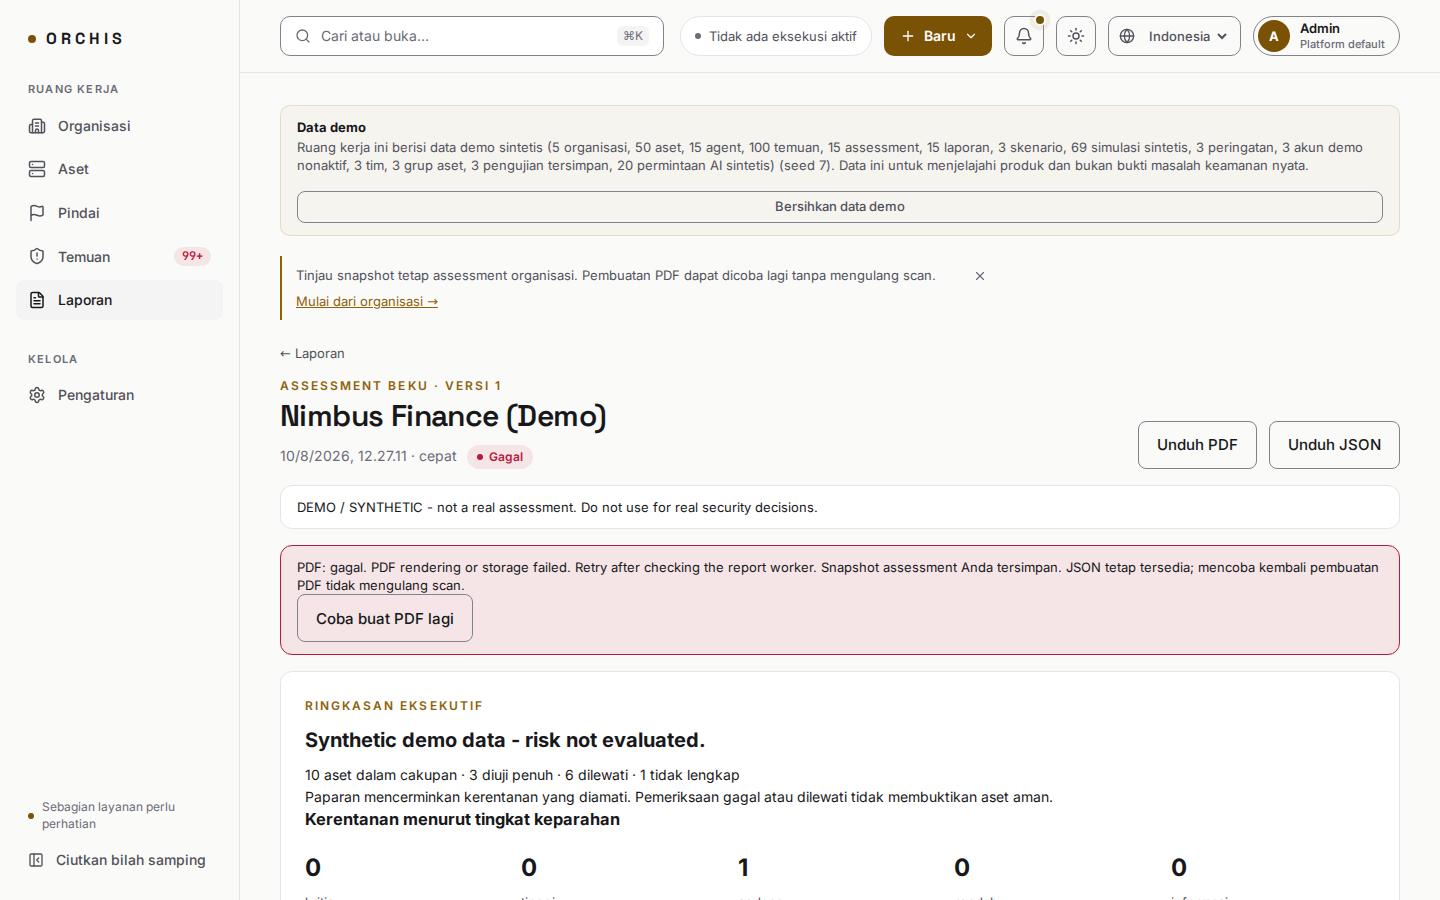 ORCHIS
RUANG KERJA
Organisasi
Aset
Pindai
Temuan
99+
Laporan
KELOLA
Pengaturan
Sebagian layanan perlu
perhatian
Ciutkan bilah samping
Cari atau buka...
⌘K
Tidak ada eksekusi aktif
Baru
Indonesia
A
Admin
Platform default
Data demo
Ruang kerja ini berisi data demo sintetis (5 organisasi, 50 aset, 15 agent, 100 temuan, 15 assessment, 15 laporan, 3 skenario, 69 simulasi sintetis, 3 peringatan, 3 akun demo
nonaktif, 3 tim, 3 grup aset, 3 pengujian tersimpan, 20 permintaan AI sintetis) (seed 7). Data ini untuk menjelajahi produk dan bukan bukti masalah keamanan nyata.
Bersihkan data demo
Tinjau snapshot tetap assessment organisasi. Pembuatan PDF dapat dicoba lagi tanpa mengulang scan.
Mulai dari organisasi →
← Laporan
ASSESSMENT BEKU · VERSI 1
Nimbus Finance (Demo)
10/8/2026, 12.27.11 · cepat
Gagal
Unduh PDF
Unduh JSON
DEMO / SYNTHETIC - not a real assessment. Do not use for real security decisions.
PDF: gagal. PDF rendering or storage failed. Retry after checking the report worker. Snapshot assessment Anda tersimpan. JSON tetap tersedia; mencoba kembali pembuatan
PDF tidak mengulang scan.
Coba buat PDF lagi
RINGKASAN EKSEKUTIF
Synthetic demo data - risk not evaluated.
10 aset dalam cakupan · 3 diuji penuh · 6 dilewati · 1 tidak lengkap
Paparan mencerminkan kerentanan yang diamati. Pemeriksaan gagal atau dilewati tidak membuktikan aset aman.
Kerentanan menurut tingkat keparahan
0
0
1
0
0